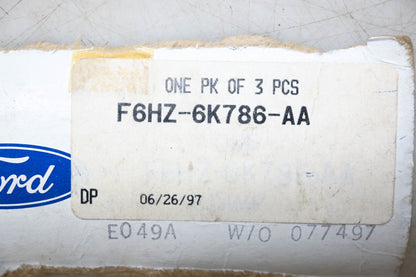 ONE PK OF 3 PCS
F6HZ-6K786-AA
Ford
DP 06/26/97
E049A W/O 077497